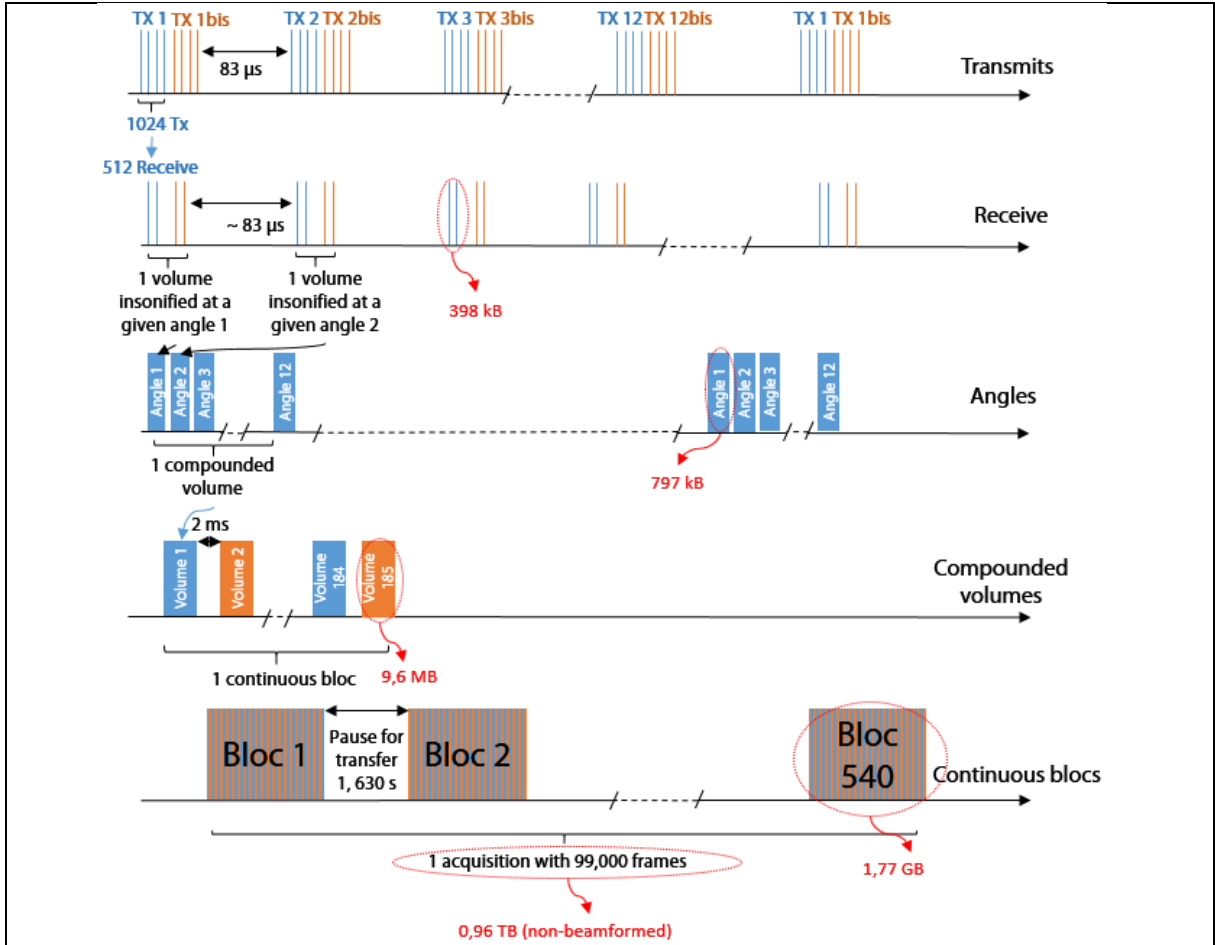 TX 1 TX 1bis
TX 2 TX 2bis
TX 3 TX 3bis
TX 12 TX 12bis
TX 1 TX 1bis
83 µs
Transmits
1024 Tx
512 Receive
~ 83 µs
Receive
1 volume
insonified at a
given angle 1
1 volume
insonified at a
given angle 2
398 kB
Angle 1
Angle 2
Angle 3
Angle 12
Angle 1
Angle 2
Angle 3
Angle 12
Angles
1 compounded
volume
797 kB
2 ms
Volume 1
Volume 2
Volume
184
Volume
185
Compounded
volumes
1 continuous bloc
9,6 MB
Bloc 1
Pause for
transfer
1, 630 s
Bloc 2
Bloc
540
Continuous blocs
1 acquisition with 99,000 frames
1,77 GB
0,96 TB (non-beamformed)